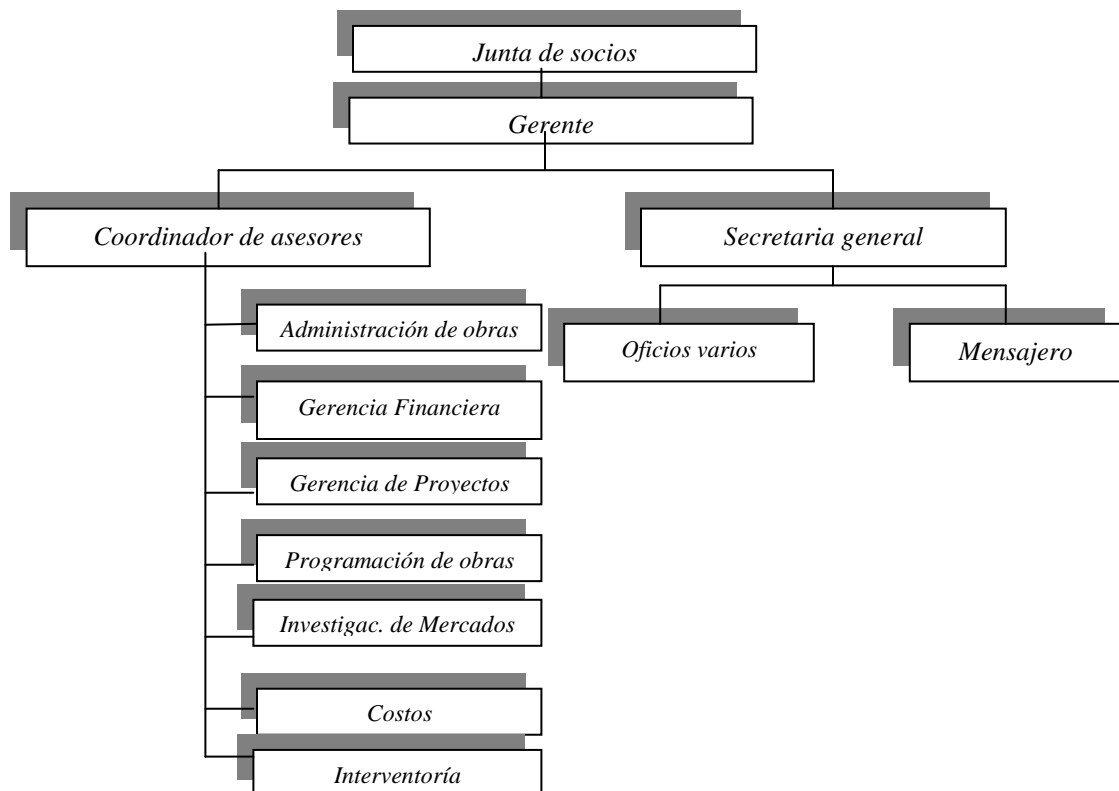 Junta de socios
Gerente
Coordinador de asesores
Secretaria general
Administración de obras
Oficios varios
Mensajero
Gerencia Financiera
Gerencia de Proyectos
Programación de obras
Investigac. de Mercados
Costos
Interventoría